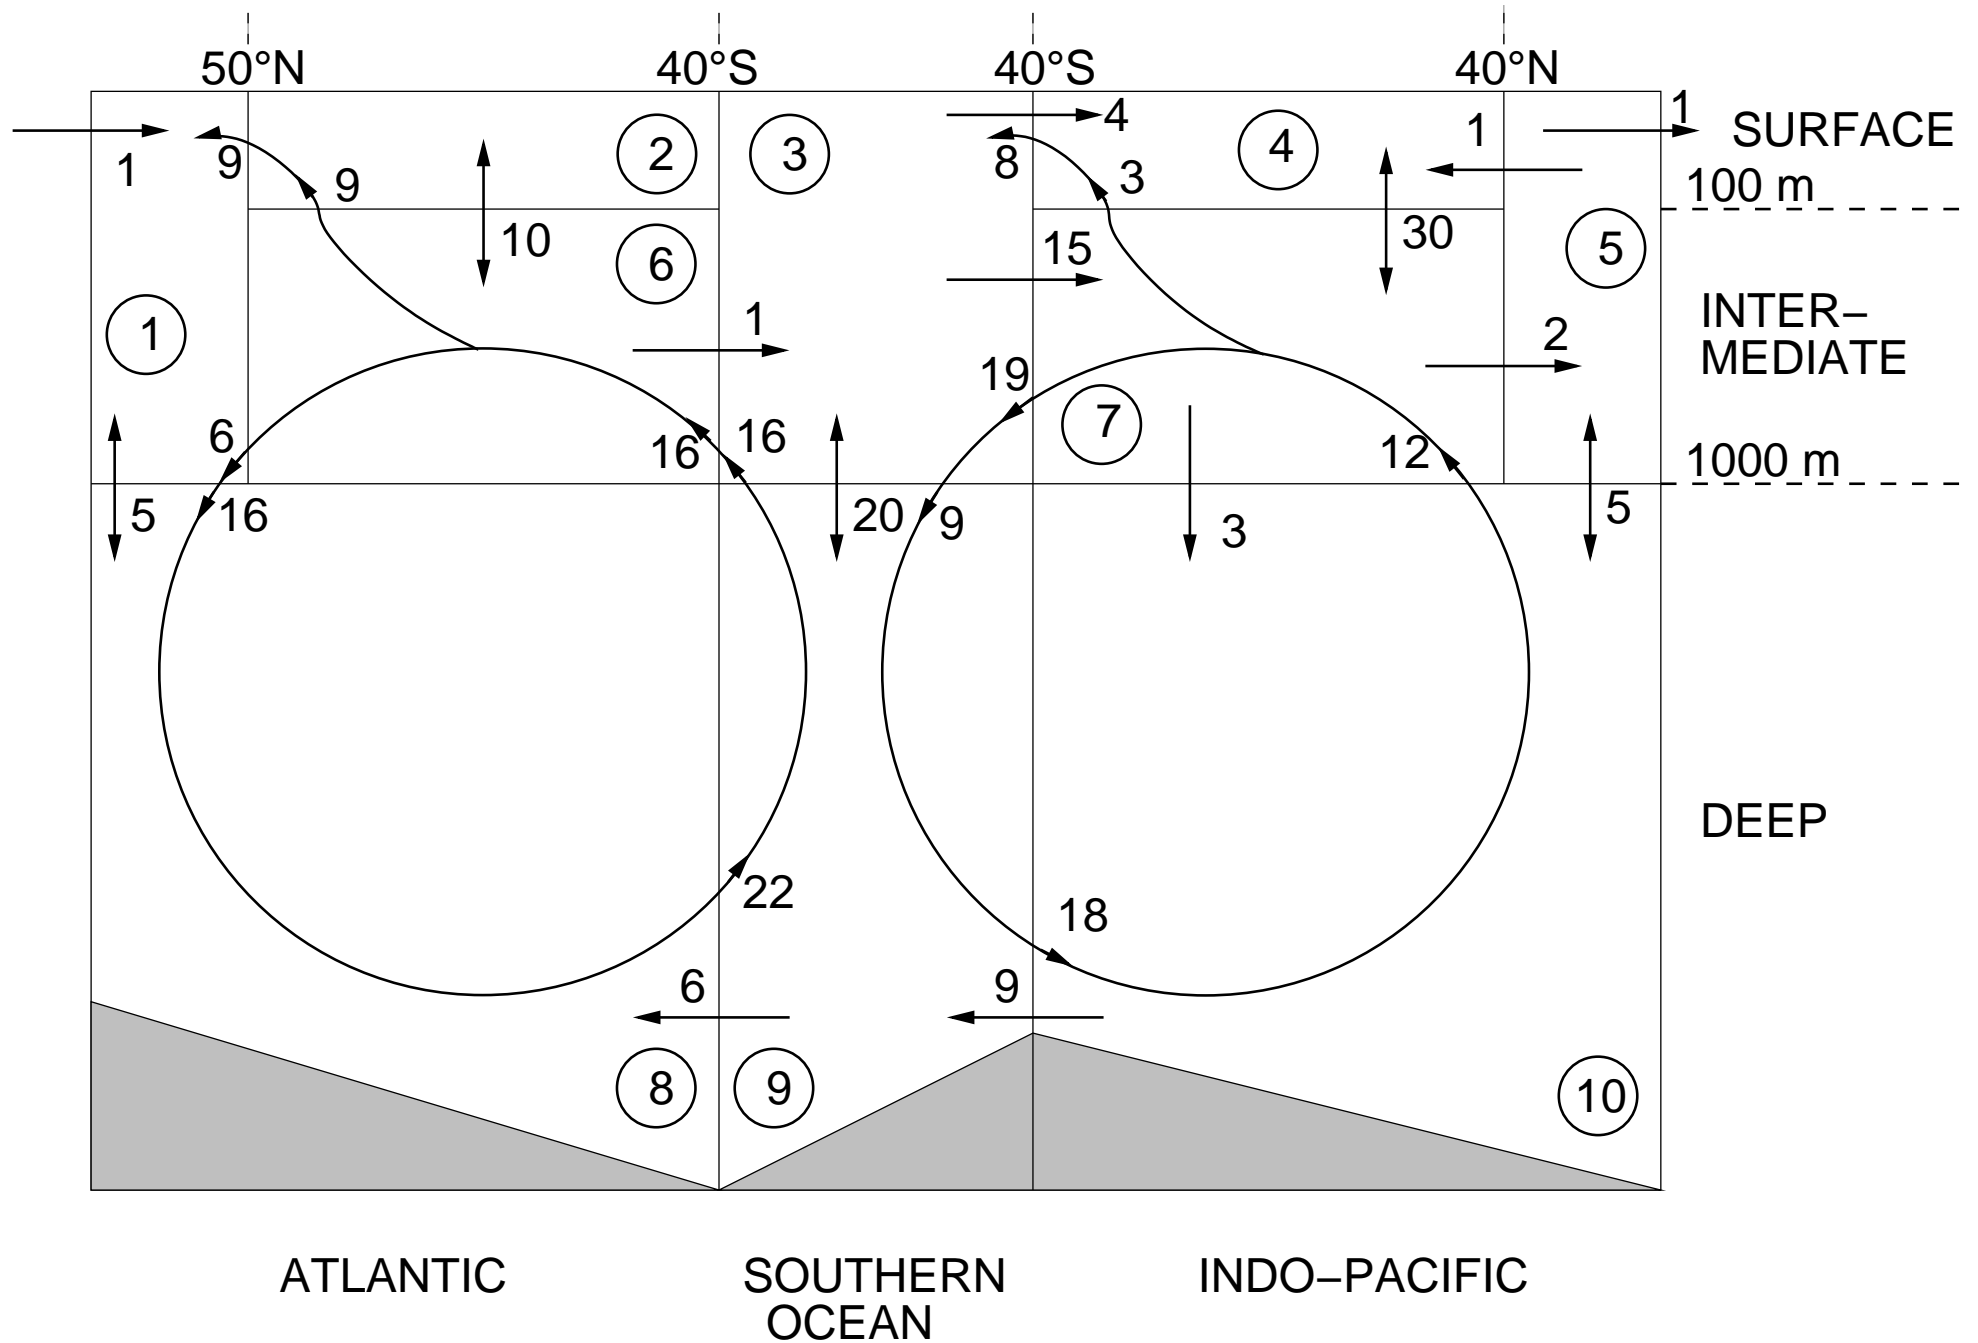 50°N 40°S 40°S 40°N
4 1 1 SURFACE
1 9 9 2 3 8 3 4 100 m
10 6 15 30 5
1 1 2 INTER–
MEDIATE
19 7
6 16 16 12 1000 m
5 16 20 9 3 5
DEEP
22 18
6 9
8 9 10
ATLANTIC SOUTHERN INDO–PACIFIC
OCEAN